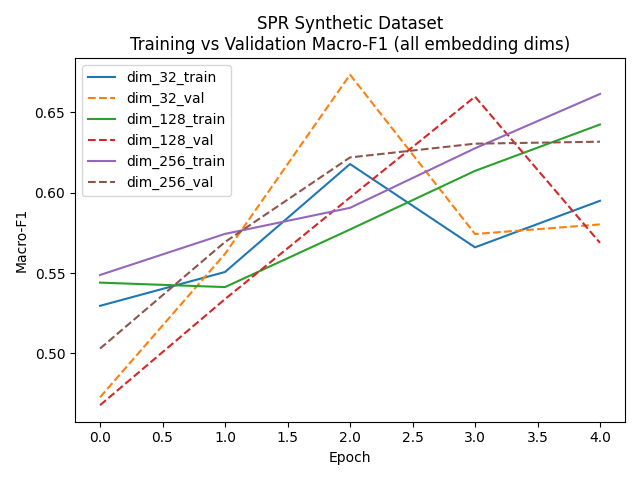 SPR Synthetic Dataset
Training vs Validation Macro-F1 (all embedding dims)
dim_32_train
dim_32_val
dim_128_train
dim_128_val
dim_256_train
dim_256_val
Macro-F1
0.65
0.60
0.55
0.50
0.0 0.5 1.0 1.5 2.0 2.5 3.0 3.5 4.0
Epoch